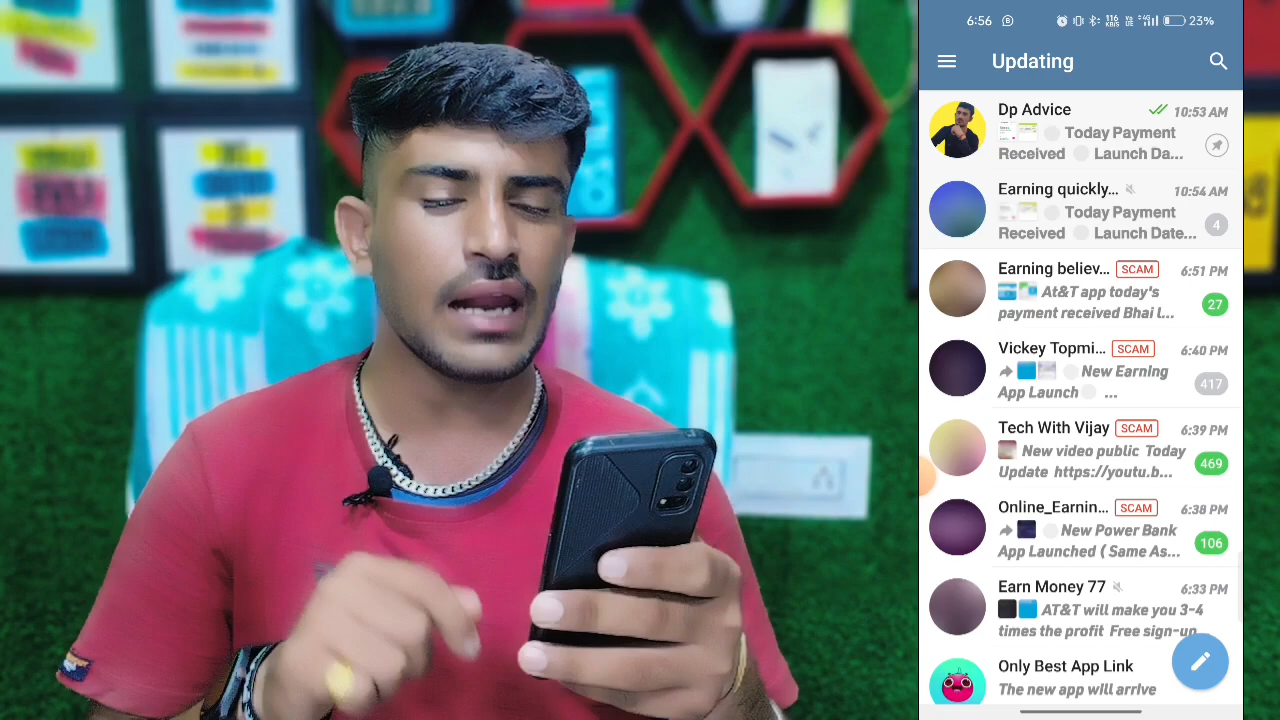 6:56
116 KB/S
23%
Updating
Dp Advice 10:53 AM
Today Payment
Received Launch Da...
Earning quickly... 10:54 AM
Today Payment
Received Launch Date... 4
Earning believ... SCAM 6:51 PM
At&T app today's
payment received Bhai l... 27
Vickey Topmi... SCAM 6:40 PM
New Earning
App Launch ... 417
Tech With Vijay SCAM 6:39 PM
New video public Today
Update https://youtu.b... 469
Online_Earnin... SCAM 6:38 PM
New Power Bank
App Launched ( Same As... 106
Earn Money 77 6:33 PM
AT&T will make you 3-4
times the profit Free sign-up
Only Best App Link
The new app will arrive